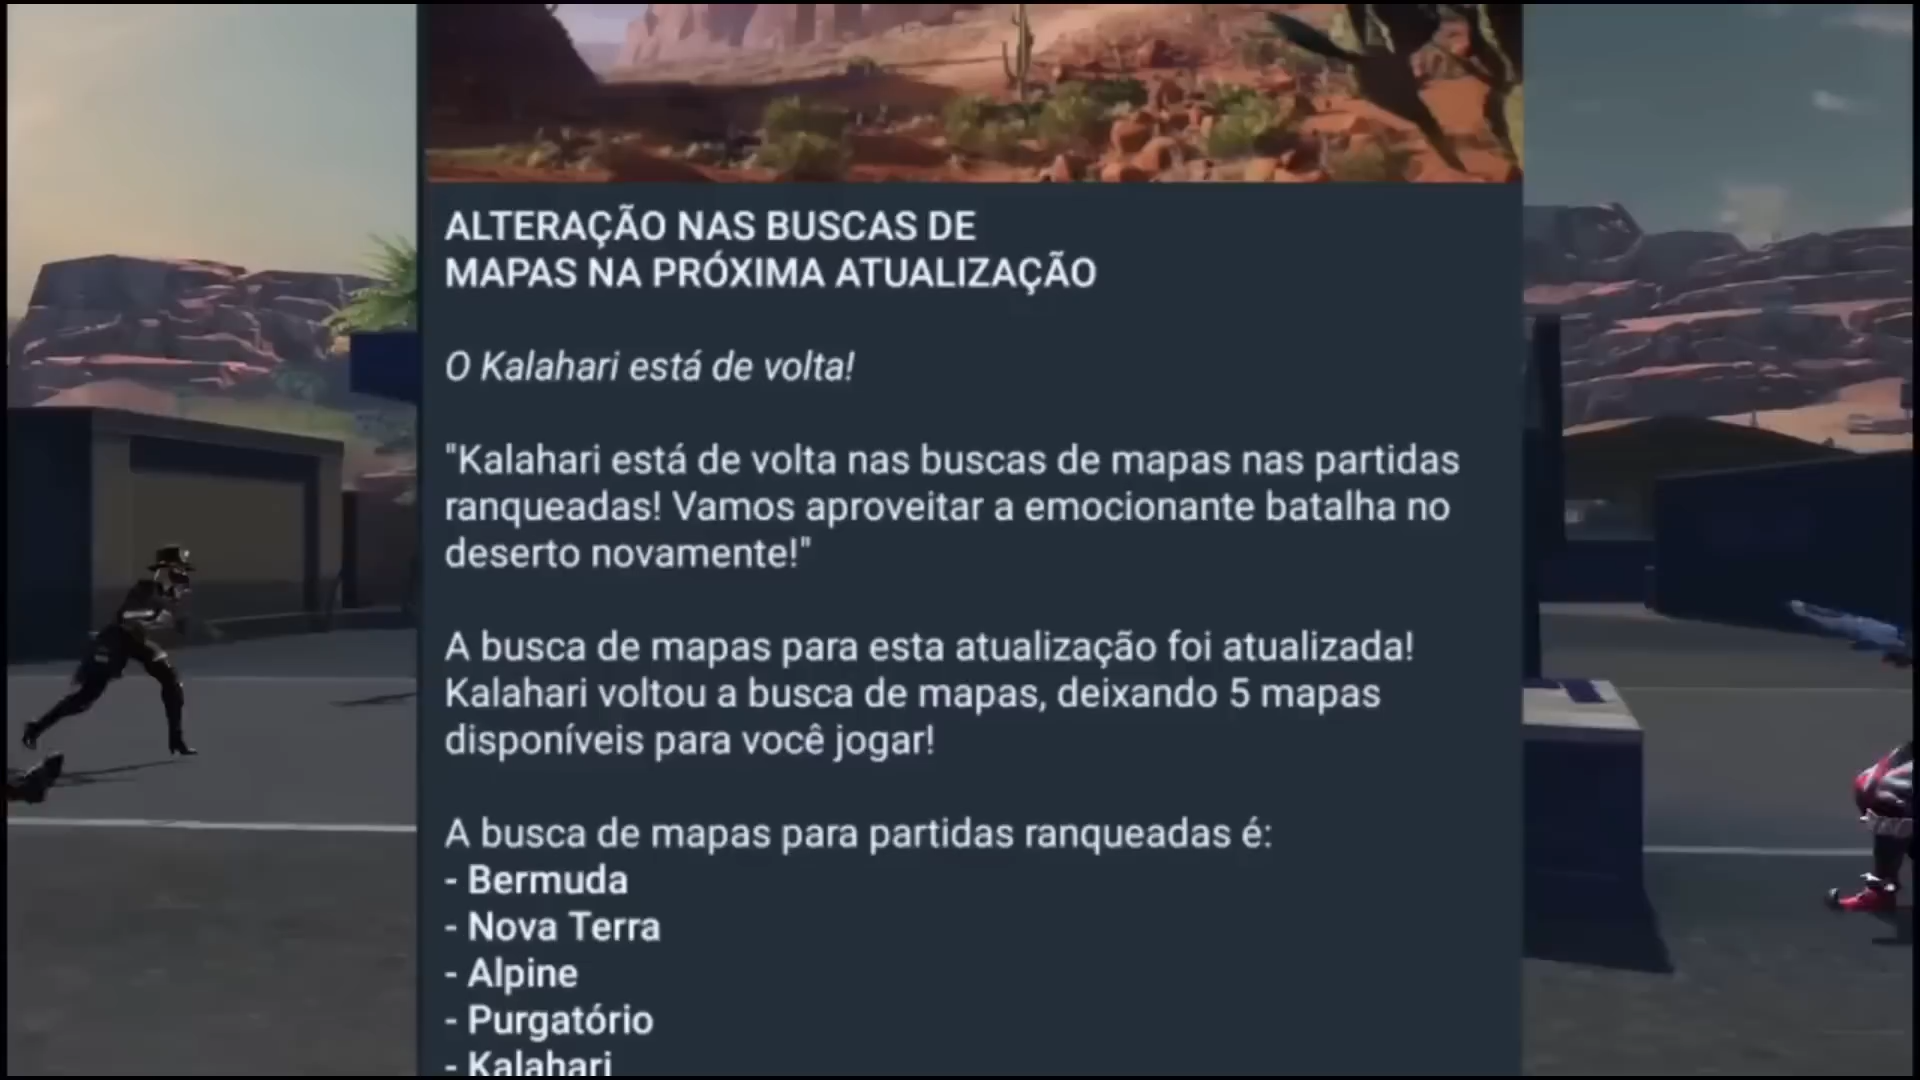 ALTERAÇÃO NAS BUSCAS DE
MAPAS NA PRÓXIMA ATUALIZAÇÃO
O Kalahari está de volta!
"Kalahari está de volta nas buscas de mapas nas partidas
ranqueadas! Vamos aproveitar a emocionante batalha no
deserto novamente!"
A busca de mapas para esta atualização foi atualizada!
Kalahari voltou a busca de mapas, deixando 5 mapas
disponíveis para você jogar!
A busca de mapas para partidas ranqueadas é:
- Bermuda
- Nova Terra
- Alpine
- Purgatório
- Kalahari